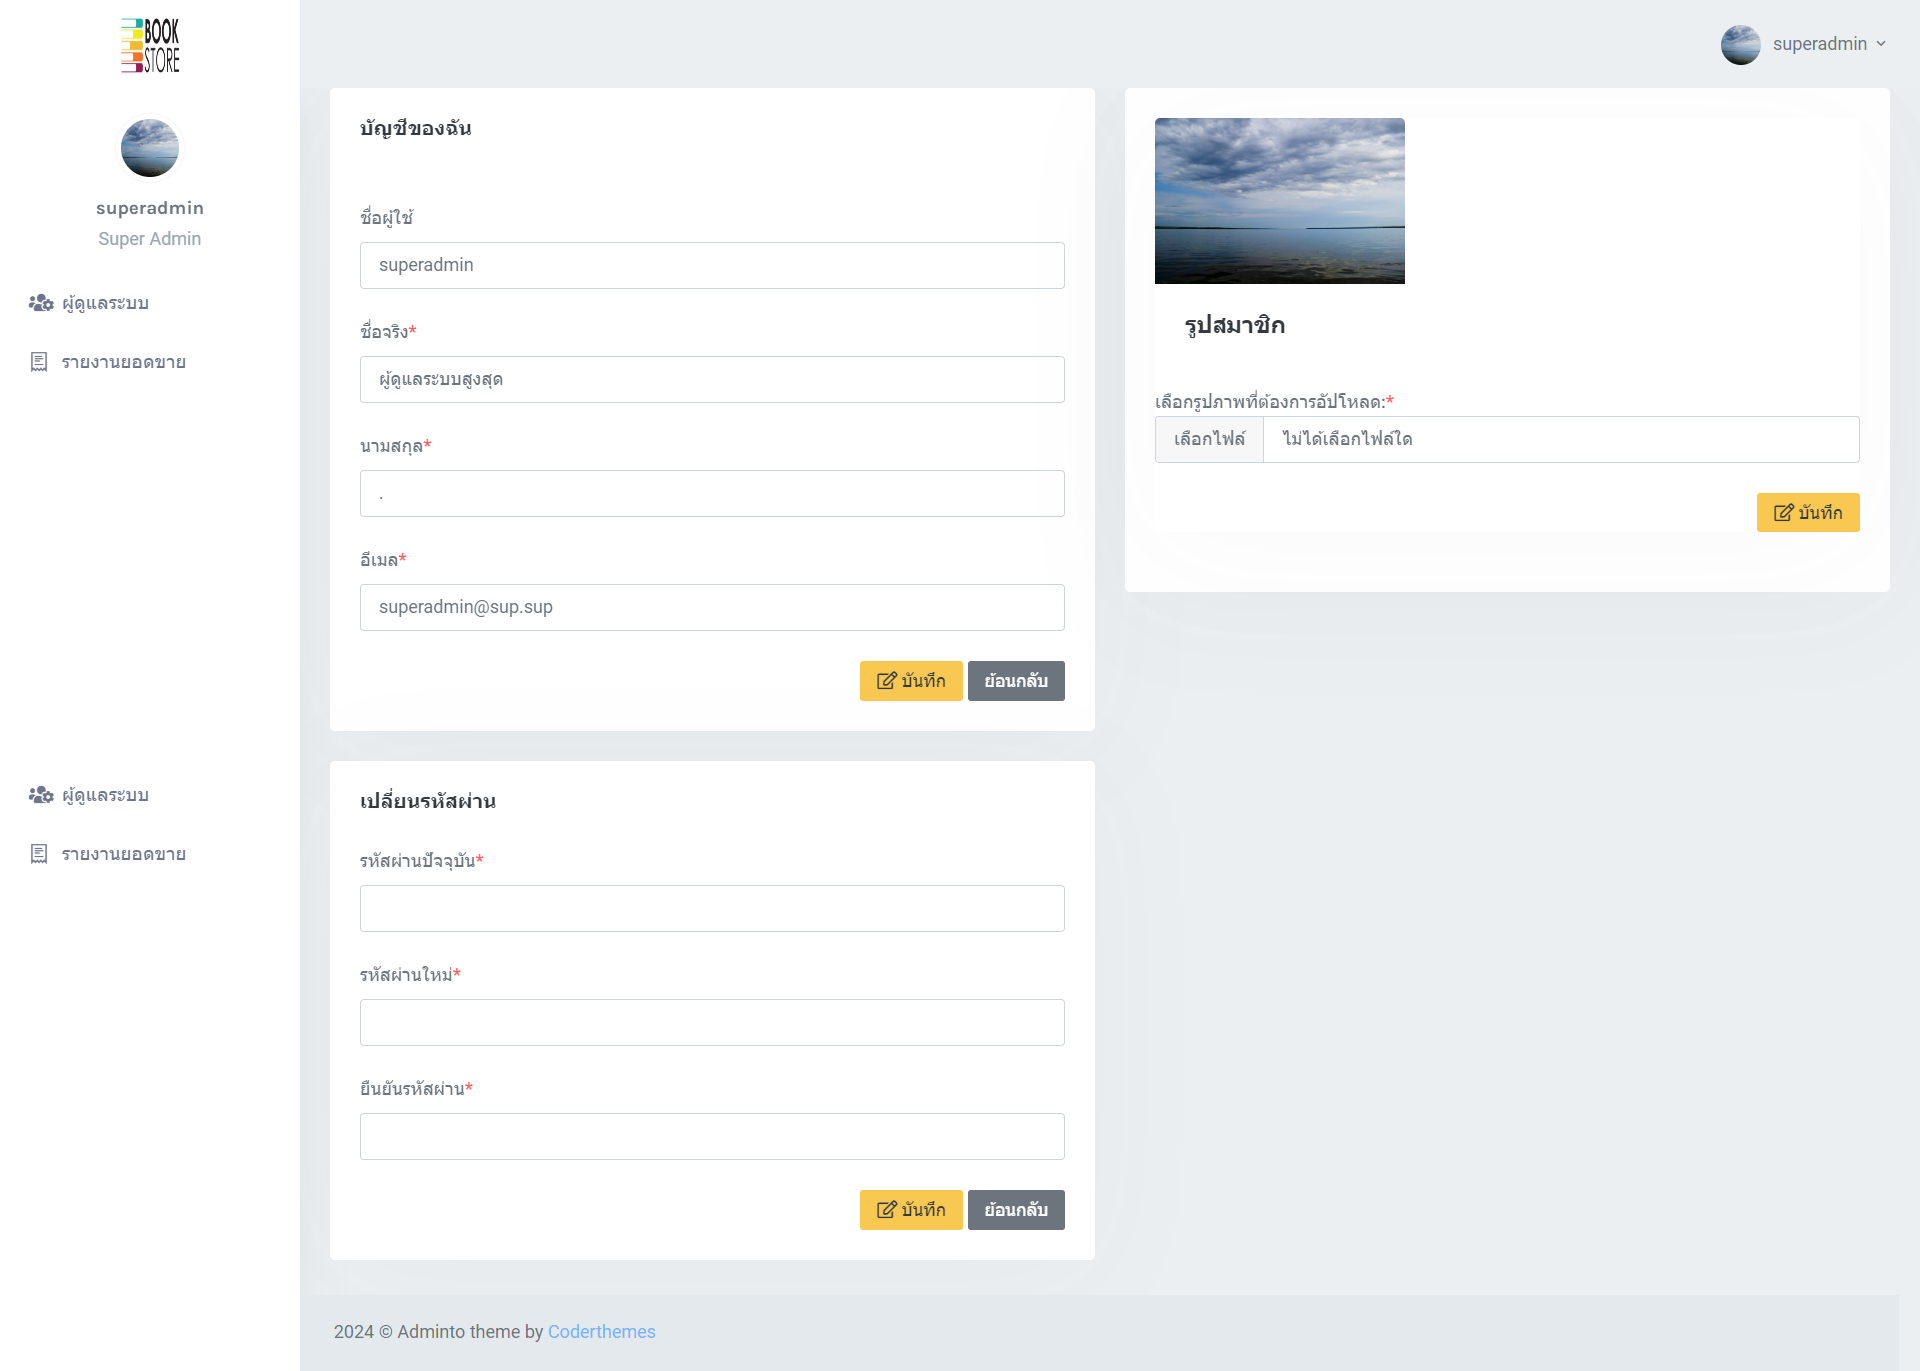 BOOK
STORE
superadmin
Super Admin
ผู้ดูแลระบบ
รายงานยอดขาย
ผู้ดูแลระบบ
รายงานยอดขาย
superadmin
บัญชีของฉัน
ชื่อผู้ใช้
superadmin
ชื่อจริง*
ผู้ดูแลระบบสูงสุด
นามสกุล*
.
อีเมล*
superadmin@sup.sup
บันทึก ย้อนกลับ
รูปสมาชิก
เลือกรูปภาพที่ต้องการอัปโหลด:*
เลือกไฟล์ ไม่ได้เลือกไฟล์ใด
บันทึก
เปลี่ยนรหัสผ่าน
รหัสผ่านปัจจุบัน*
รหัสผ่านใหม่*
ยืนยันรหัสผ่าน*
บันทึก ย้อนกลับ
2024 © Adminto theme by Coderthemes